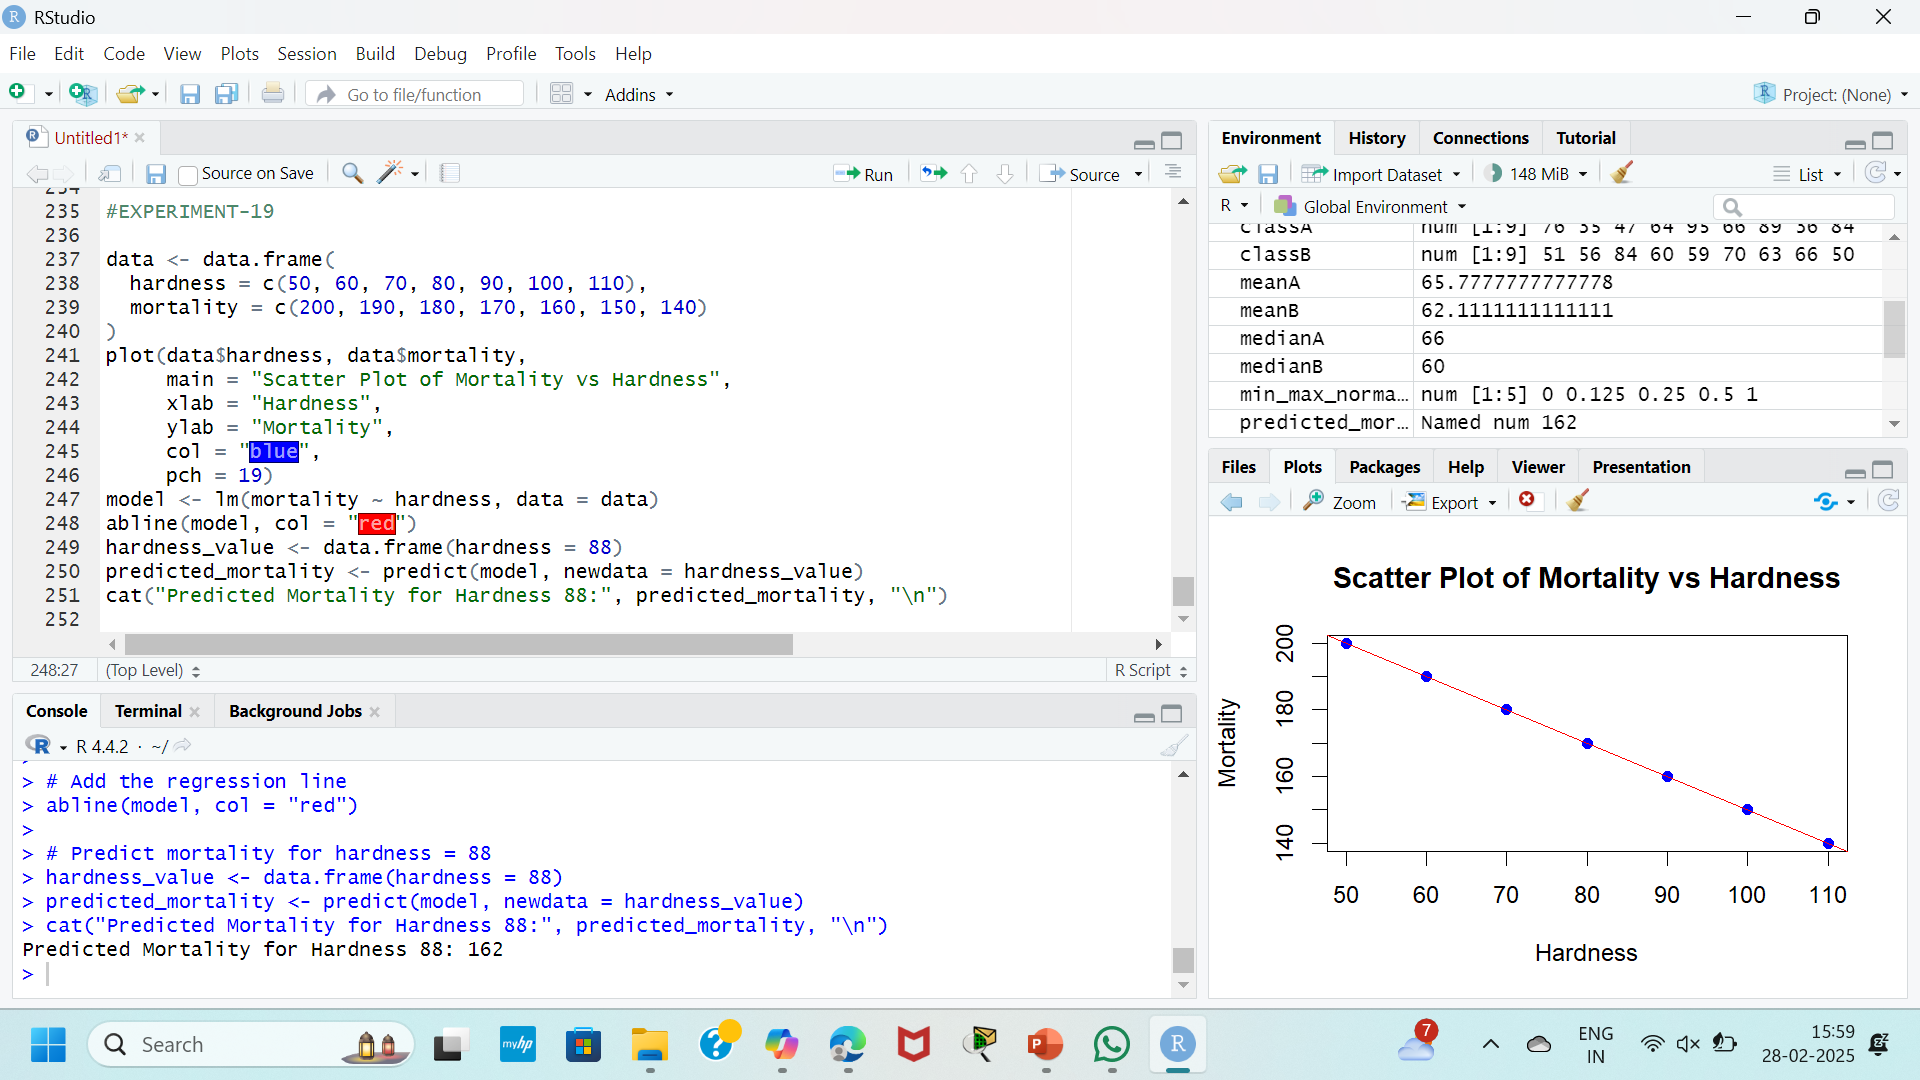 RStudio
File Edit Code View Plots Session Build Debug Profile Tools Help
Go to file/function Addins Project: (None)
Untitled1*
Source on Save Run Source
234
235 #EXPERIMENT-19
236
237 data <- data.frame(
238 hardness = c(50, 60, 70, 80, 90, 100, 110),
239 mortality = c(200, 190, 180, 170, 160, 150, 140)
240 )
241 plot(data$hardness, data$mortality,
242 main = "Scatter Plot of Mortality vs Hardness",
243 xlab = "Hardness",
244 ylab = "Mortality",
245 col = "blue",
246 pch = 19)
247 model <- lm(mortality ~ hardness, data = data)
248 abline(model, col = "red")
249 hardness_value <- data.frame(hardness = 88)
250 predicted_mortality <- predict(model, newdata = hardness_value)
251 cat("Predicted Mortality for Hardness 88:", predicted_mortality, "\n")
252
248:27 (Top Level) R Script
Console Terminal Background Jobs
R 4.4.2 · ~/
> # Add the regression line
> abline(model, col = "red")
>
> # Predict mortality for hardness = 88
> hardness_value <- data.frame(hardness = 88)
> predicted_mortality <- predict(model, newdata = hardness_value)
> cat("Predicted Mortality for Hardness 88:", predicted_mortality, "\n")
Predicted Mortality for Hardness 88: 162
>
Environment History Connections Tutorial
Import Dataset 148 MiB List
R Global Environment
classA num [1:9] 76 35 47 64 95 66 89 36 84
classB num [1:9] 51 56 84 60 59 70 63 66 50
meanA 65.7777777777778
meanB 62.1111111111111
medianA 66
medianB 60
min_max_norma… num [1:5] 0 0.125 0.25 0.5 1
predicted_mor… Named num 162
Files Plots Packages Help Viewer Presentation
Zoom Export
Scatter Plot of Mortality vs Hardness
Mortality
200
180
160
140
50 60 70 80 90 100 110
Hardness
Search
myhp
P
R
7
ENG
IN
15:59
28-02-2025